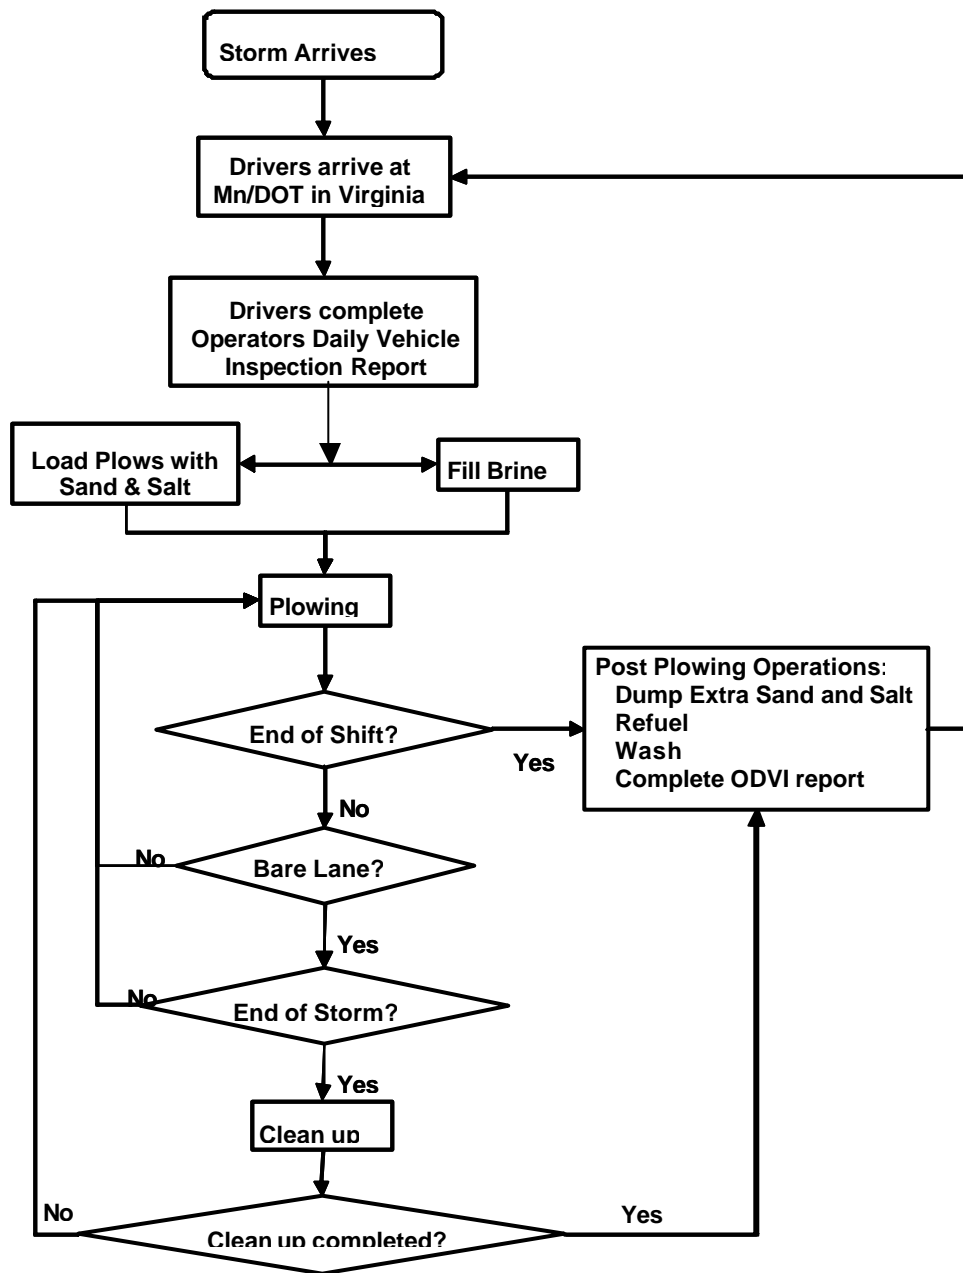 Storm Arrives
Drivers arrive at
Mn/DOT in Virginia
Drivers complete
Operators Daily Vehicle
Inspection Report
Load Plows with
Sand & Salt
Fill Brine
Plowing
End of Shift?
Yes
Post Plowing Operations:
Dump Extra Sand and Salt
Refuel
Wash
Complete ODVI report
No
Bare Lane?
No
Yes
End of Storm?
No
Yes
Clean up
Clean up completed?
No
Yes